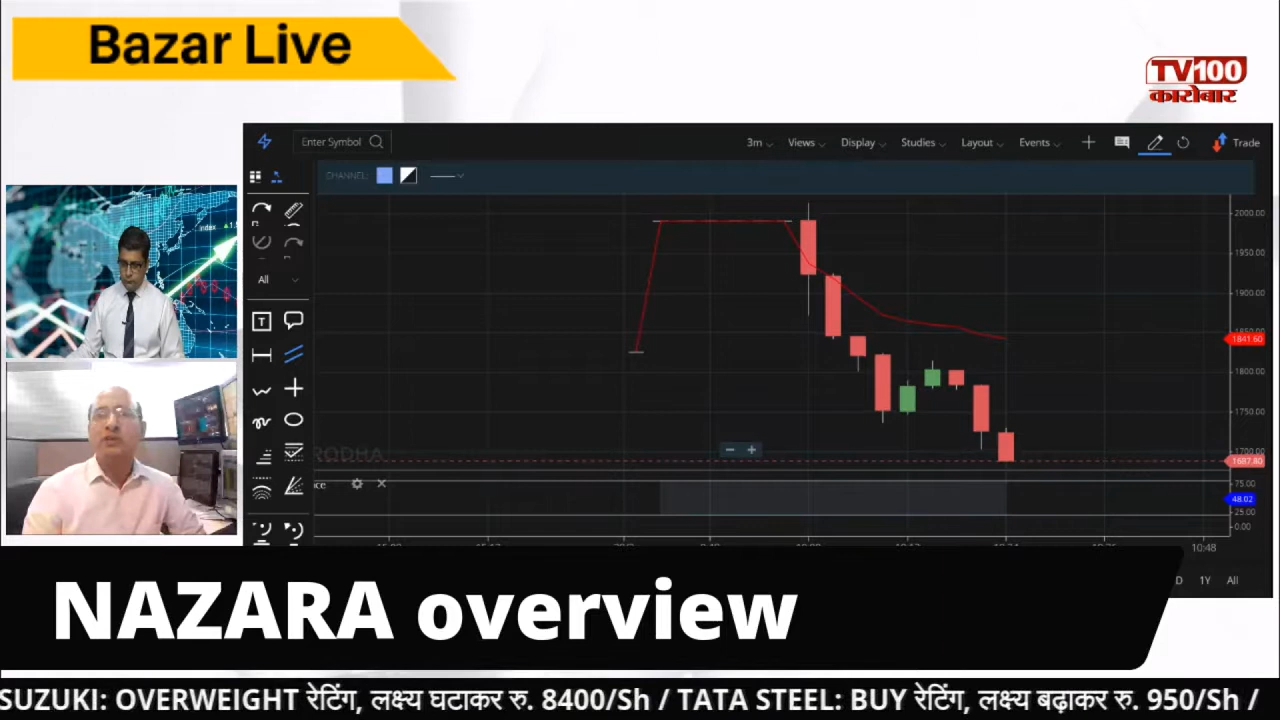 Bazar Live
TV100
कारोबार
Enter Symbol
3m Views Display Studies Layout Events Trade
CHANNEL:
All
2000.00
1950.00
1900.00
1841.60
1800.00
1750.00
1700.00
1687.80
75.00
48.02
25.00
0.00
10:48
D 1Y All
NAZARA overview
SUZUKI: OVERWEIGHT रेटिंग, लक्ष्य घटाकर रु. 8400/Sh / TATA STEEL: BUY रेटिंग, लक्ष्य बढ़ाकर रु. 950/Sh /